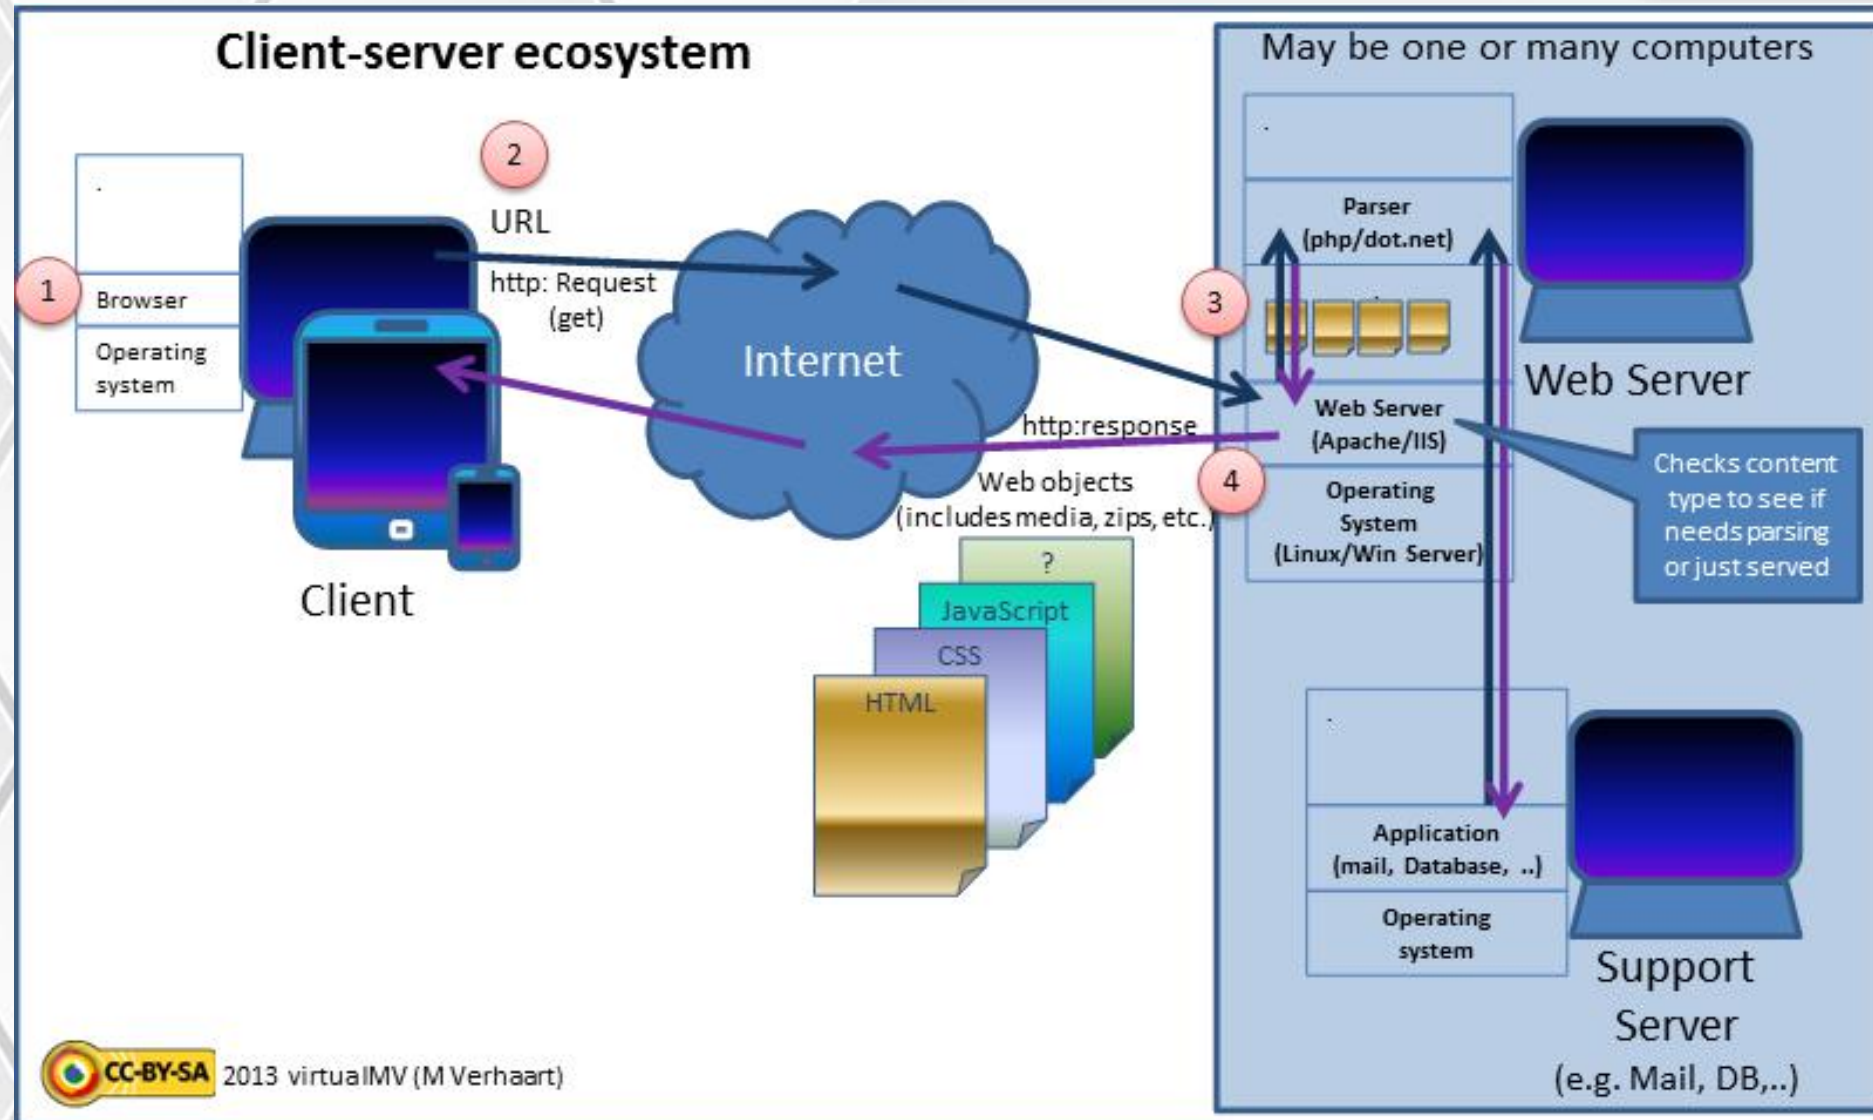 Client-server ecosystem
May be one or many computers
2
URL
http: Request
(get)
1
Browser
Operating
system
Client
Internet
http:response
4
Web objects
(includes media, zips, etc.)
?
JavaScript
CSS
HTML
Parser
(php/dot.net)
3
Web Server
(Apache/IIS)
Operating
System
(Linux/Win Server)
Web Server
Checks content
type to see if
needs parsing
or just served
Application
(mail, Database, ..)
Operating
system
Support
Server
(e.g. Mail, DB,..)
CC-BY-SA 2013 virtualMV (M Verhaart)